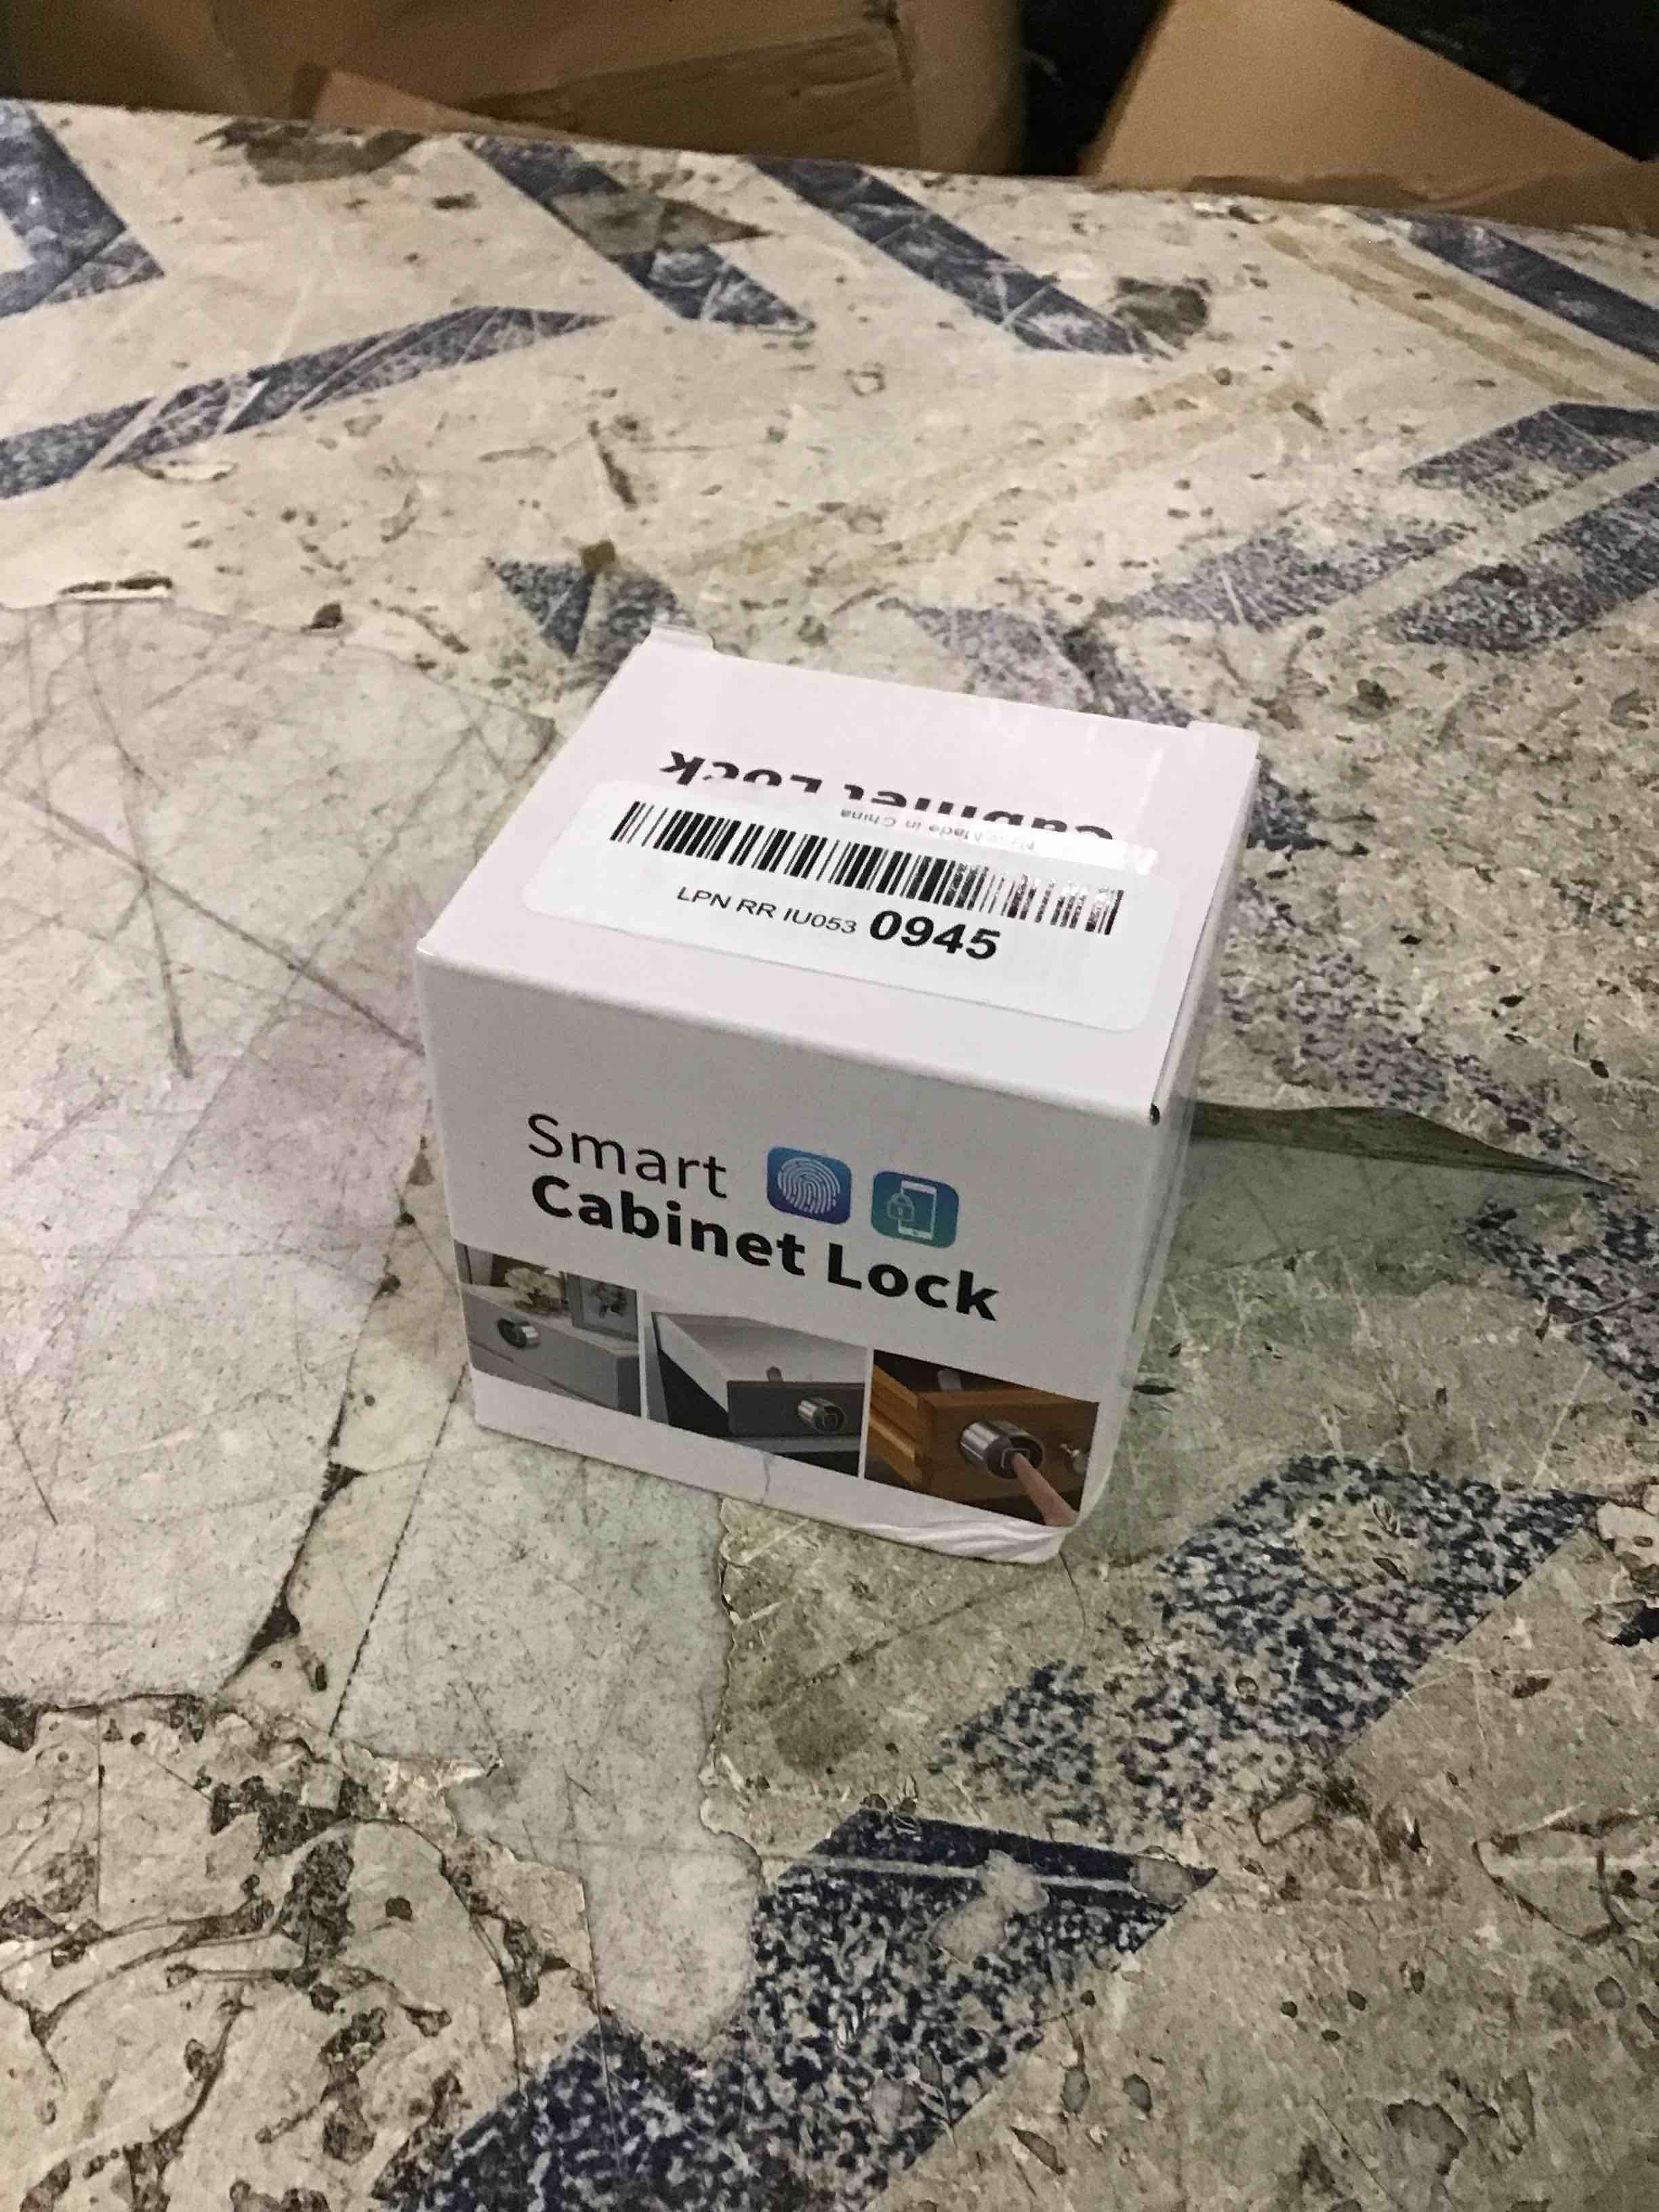 Cabinet Lock
Made in China
LPN RR IU053 0945
Smart
Cabinet Lock